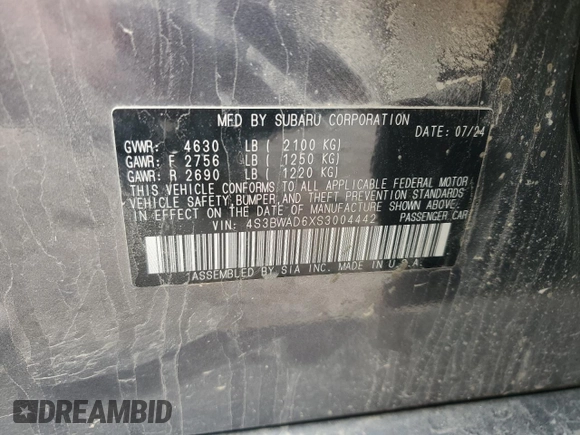 MFD BY SUBARU CORPORATION
DATE: 07/24
GVWR: 4630 LB ( 2100 KG)
GAWR: F 2756 LB ( 1250 KG)
GAWR: R 2690 LB ( 1220 KG)
THIS VEHICLE CONFORMS TO ALL APPLICABLE FEDERAL MOTOR
VEHICLE SAFETY, BUMPER, AND THEFT PREVENTION STANDARDS
IN EFFECT ON THE DATE OF MANUFACTURE SHOWN ABOVE.
VIN: 4S3BWAD6XS3004442 PASSENGER CAR
ASSEMBLED BY SIA INC. MADE IN U.S.A.
DREAMBID